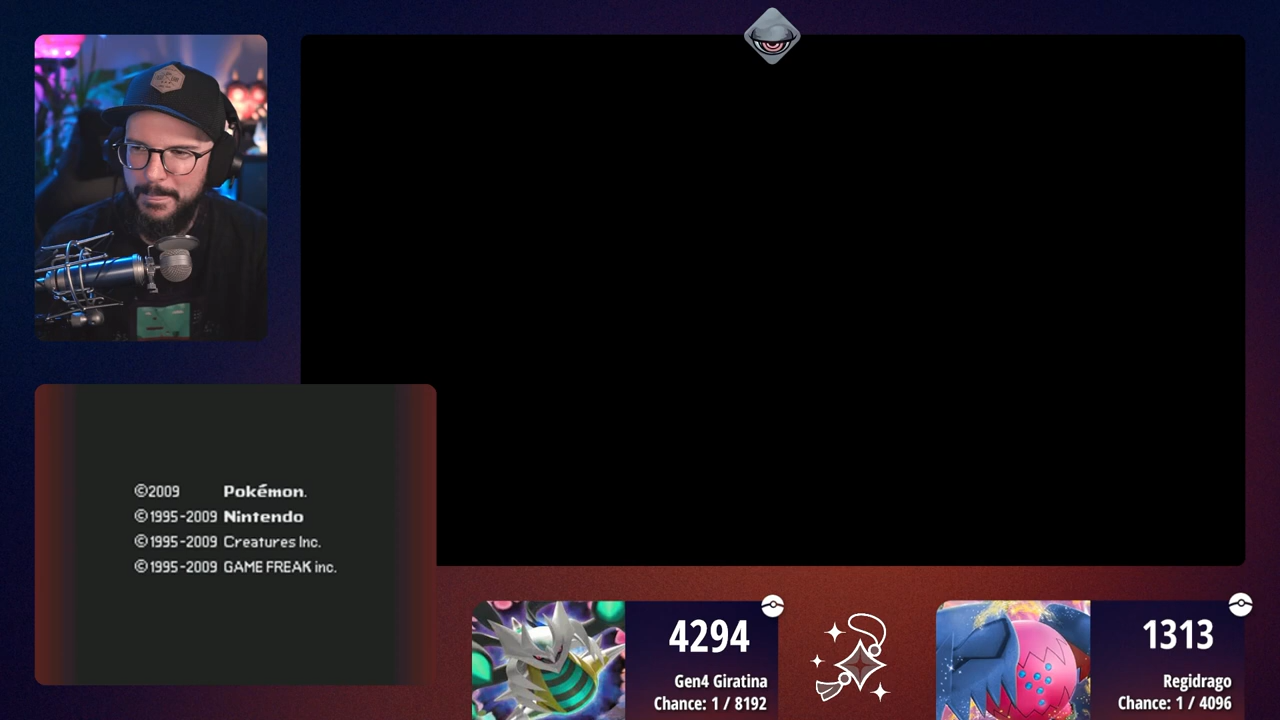 ©2009 Pokémon.
©1995-2009 Nintendo
©1995-2009 Creatures Inc.
©1995-2009 GAME FREAK inc.
4294
Gen4 Giratina
Chance: 1 / 8192
1313
Regidrago
Chance: 1 / 4096